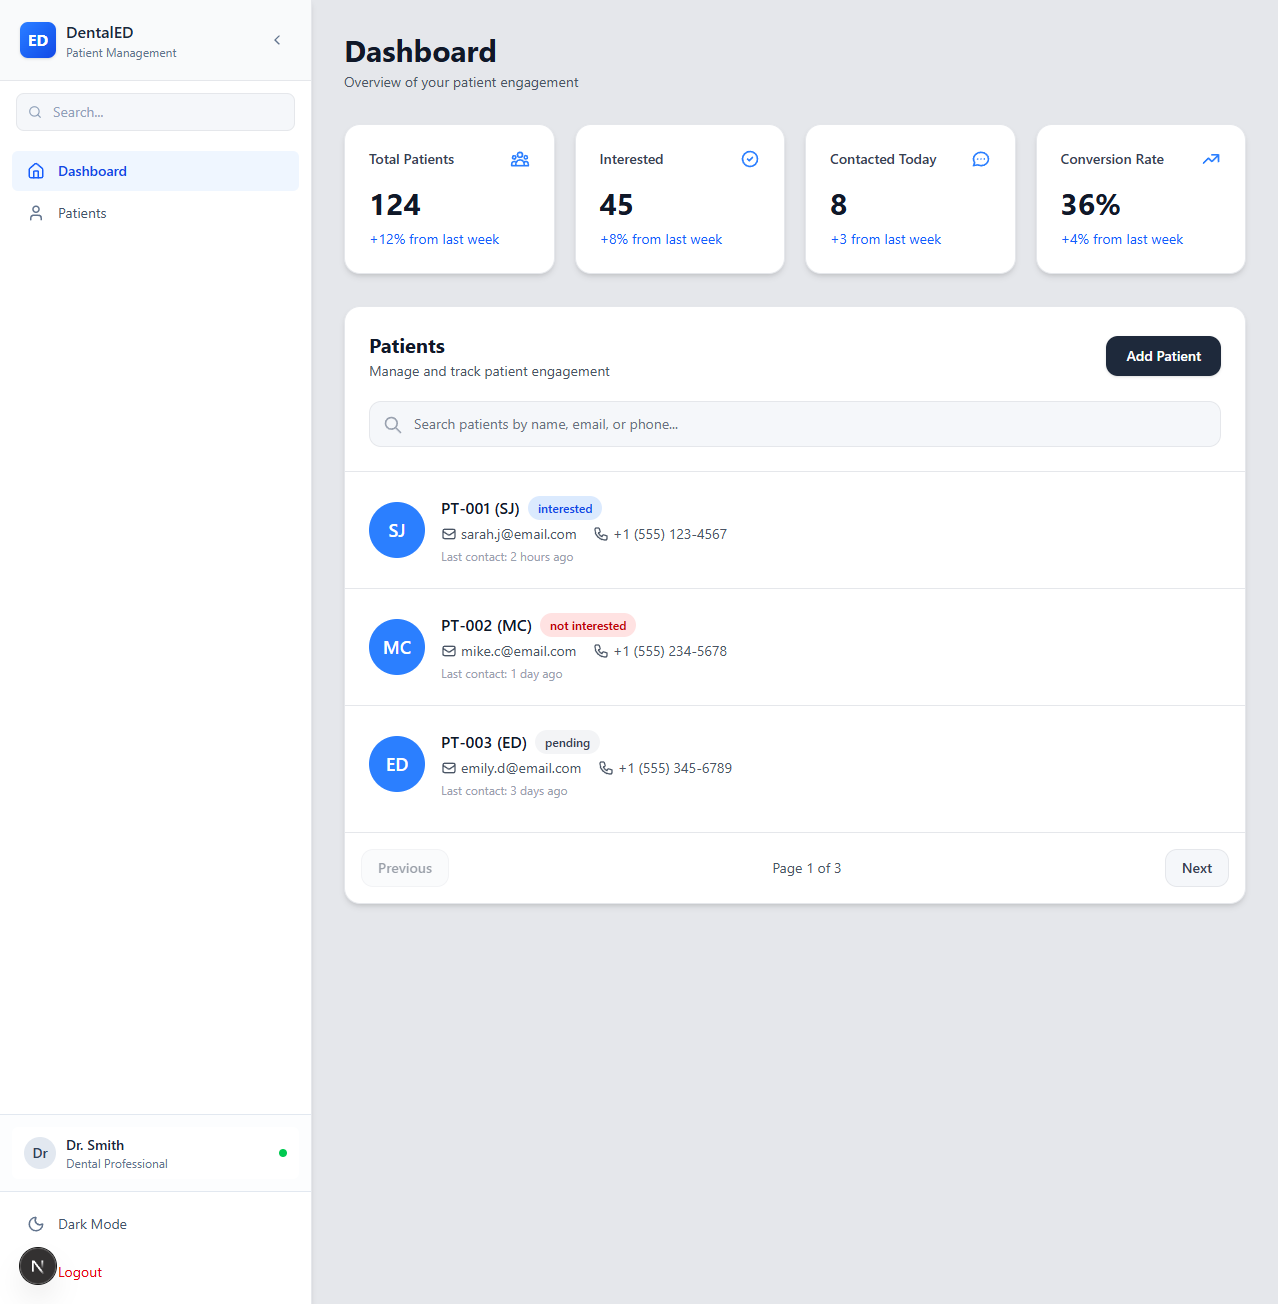 ED
DentalED
Patient Management
Search...
Dashboard
Patients
Dr
Dr. Smith
Dental Professional
Dark Mode
N
Logout
Dashboard
Overview of your patient engagement
Total Patients
124
+12% from last week
Interested
45
+8% from last week
Contacted Today
8
+3 from last week
Conversion Rate
36%
+4% from last week
Patients
Manage and track patient engagement
Add Patient
Search patients by name, email, or phone...
SJ
PT-001 (SJ) interested
sarah.j@email.com +1 (555) 123-4567
Last contact: 2 hours ago
MC
PT-002 (MC) not interested
mike.c@email.com +1 (555) 234-5678
Last contact: 1 day ago
ED
PT-003 (ED) pending
emily.d@email.com +1 (555) 345-6789
Last contact: 3 days ago
Previous Page 1 of 3 Next